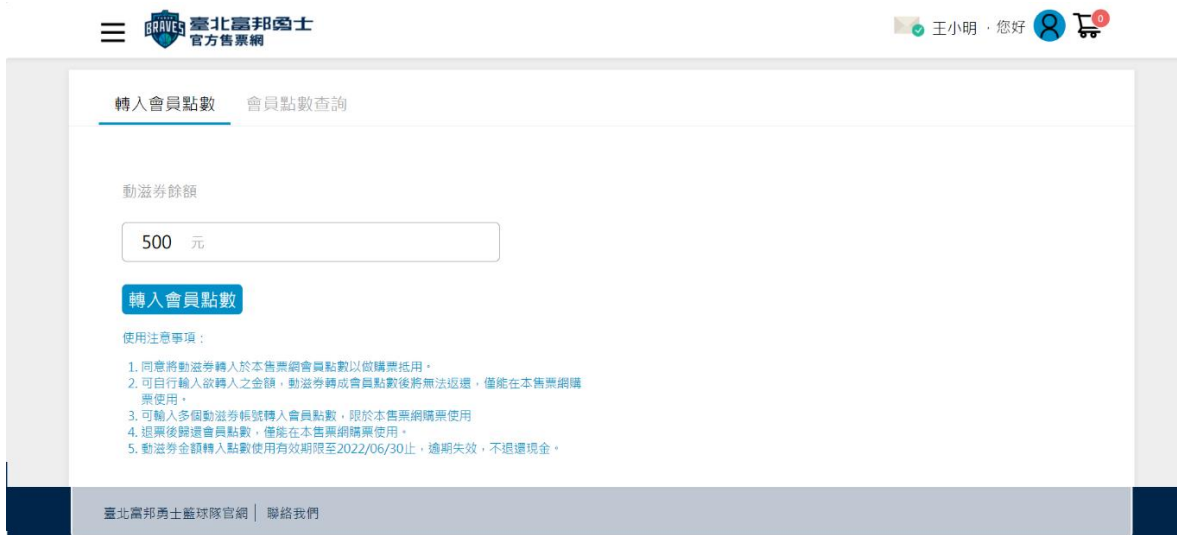 BRAVES
臺北富邦勇士
官方售票網
王小明，您好
0
轉入會員點數 會員點數查詢
動滋券餘額
500 元
轉入會員點數
使用注意事項：
1. 同意將動滋券轉入於本售票網會員點數以做購票抵用。
2. 可自行輸入欲轉入之金額，動滋券轉成會員點數後將無法返還，僅能在本售票網購
票使用。
3. 可輸入多個動滋券帳號轉入會員點數，限於本售票網購票使用
4. 退票後歸還會員點數，僅能在本售票網購票使用。
5. 動滋券金額轉入點數使用有效期限至2022/06/30止，逾期失效，不退還現金。
臺北富邦勇士籃球隊官網│ 聯絡我們